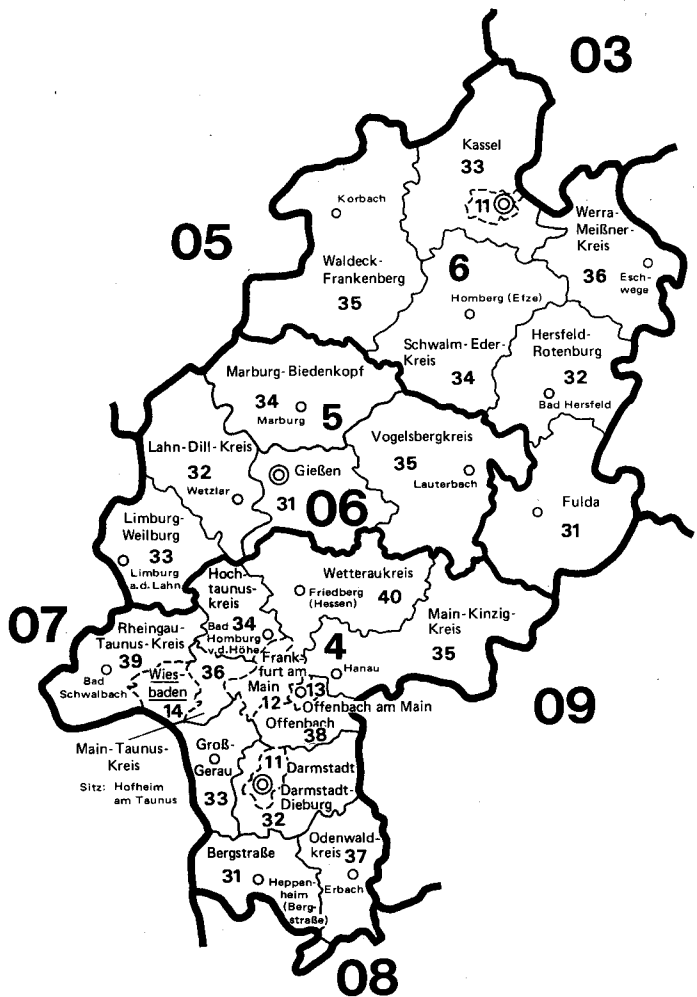 03
Kassel
33
11
Korbach
Werra-
Meißner-
Kreis
36
Esch-
wege
05
Waldeck-
Frankenberg
35
6
Homberg (Efze)
Schwalm-Eder-
Kreis
34
Hersfeld-
Rotenburg
32
Bad Hersfeld
Marburg-Biedenkopf
34
Marburg
5
Vogelsbergkreis
35
Lauterbach
Lahn-Dill-Kreis
32
Wetzlar
Gießen
31
06
Fulda
31
Limburg-
Weilburg
33
Limburg
a.d.Lahn
Hoch-
taunus-
kreis
34
Bad
Homburg
v.d.Höhe
Wetteraukreis
Friedberg
(Hessen)
40
Main-Kinzig-
Kreis
35
4
Hanau
07
Rheingau-
Taunus-Kreis
39
Bad
Schwalbach
Wies-
baden
14
36
Frank-
furt am
Main
12
13
Offenbach am Main
Offenbach
38
09
Main-Taunus-
Kreis
Sitz: Hofheim
am Taunus
Groß-
Gerau
33
11
Darmstadt
Darmstadt-
Dieburg
32
Odenwald-
kreis 37
Erbach
Bergstraße
31
Heppen-
heim
(Berg-
straße)
08